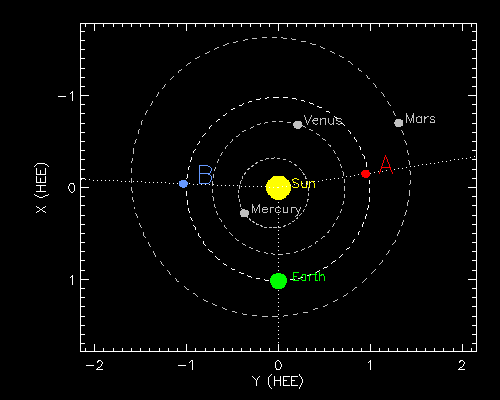 Venus
Mars
-1
A
B
Sun
X (HEE)
0
Mercury
Earth
1
-2
-1
0
1
2
Y (HEE)